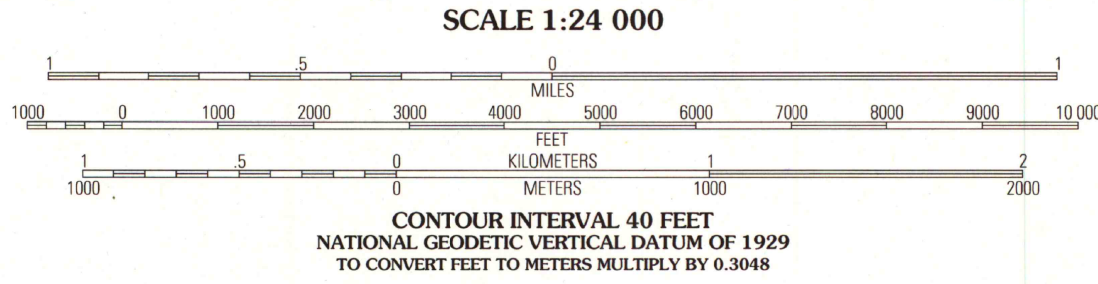 SCALE 1:24 000
1 .5 0 1
MILES
1000 0 1000 2000 3000 4000 5000 6000 7000 8000 9000 10 000
FEET
1 .5 0 KILOMETERS 1 2
1000 0 METERS 1000 2000
CONTOUR INTERVAL 40 FEET
NATIONAL GEODETIC VERTICAL DATUM OF 1929
TO CONVERT FEET TO METERS MULTIPLY BY 0.3048